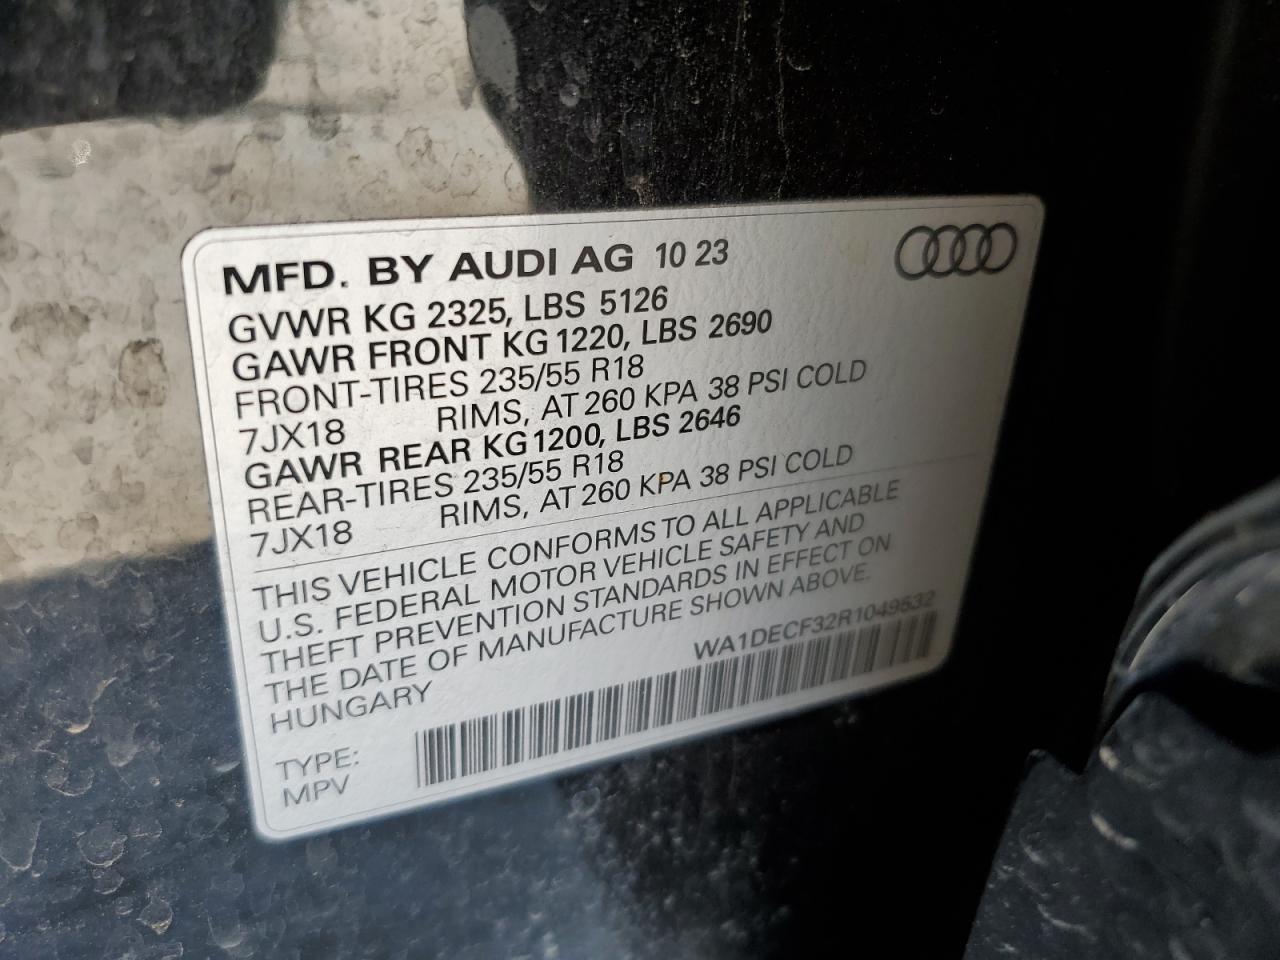 MFD. BY AUDI AG 10 23
GVWR KG 2325, LBS 5126
GAWR FRONT KG 1220, LBS 2690
FRONT-TIRES 235/55 R18
7JX18 RIMS, AT 260 KPA 38 PSI COLD
GAWR REAR KG 1200, LBS 2646
REAR-TIRES 235/55 R18
7JX18 RIMS, AT 260 KPA 38 PSI COLD
THIS VEHICLE CONFORMS TO ALL APPLICABLE
U.S. FEDERAL MOTOR VEHICLE SAFETY AND
THEFT PREVENTION STANDARDS IN EFFECT ON
THE DATE OF MANUFACTURE SHOWN ABOVE.
HUNGARY
WA1DECF32R1049532
TYPE:
MPV